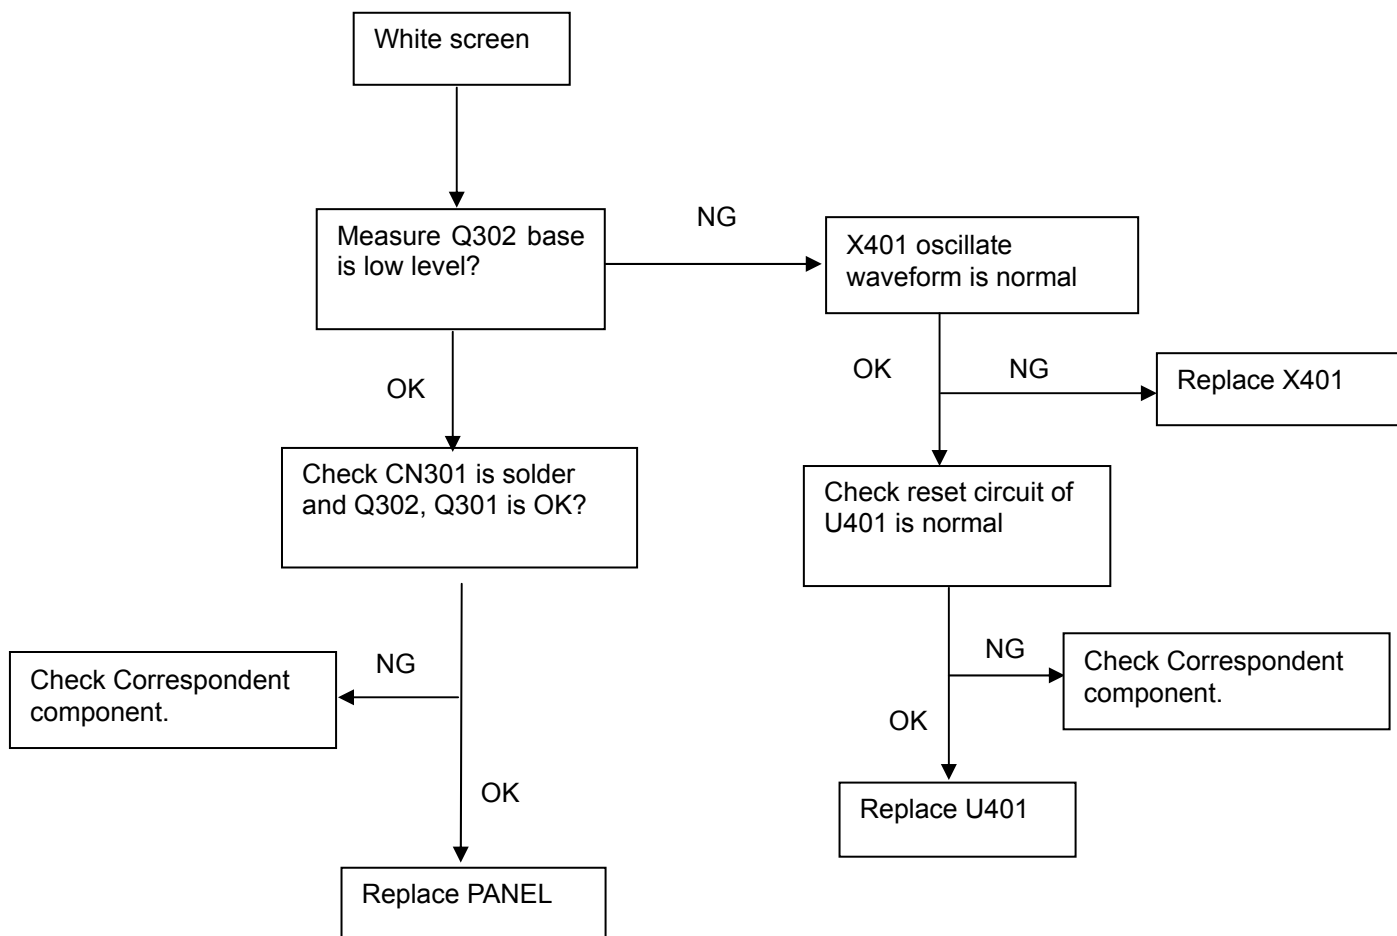 White screen
Measure Q302 base
is low level?
NG
X401 oscillate
waveform is normal
OK
OK
NG
Replace X401
Check CN301 is solder
and Q302, Q301 is OK?
Check reset circuit of
U401 is normal
Check Correspondent
component.
NG
NG
Check Correspondent
component.
OK
OK
Replace U401
Replace PANEL